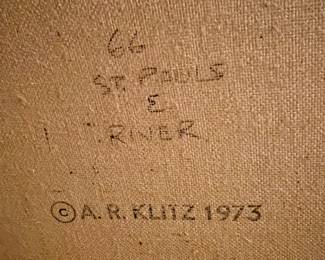 66
ST. PAULS
E
RIVER
© A. R. KLITZ 1973